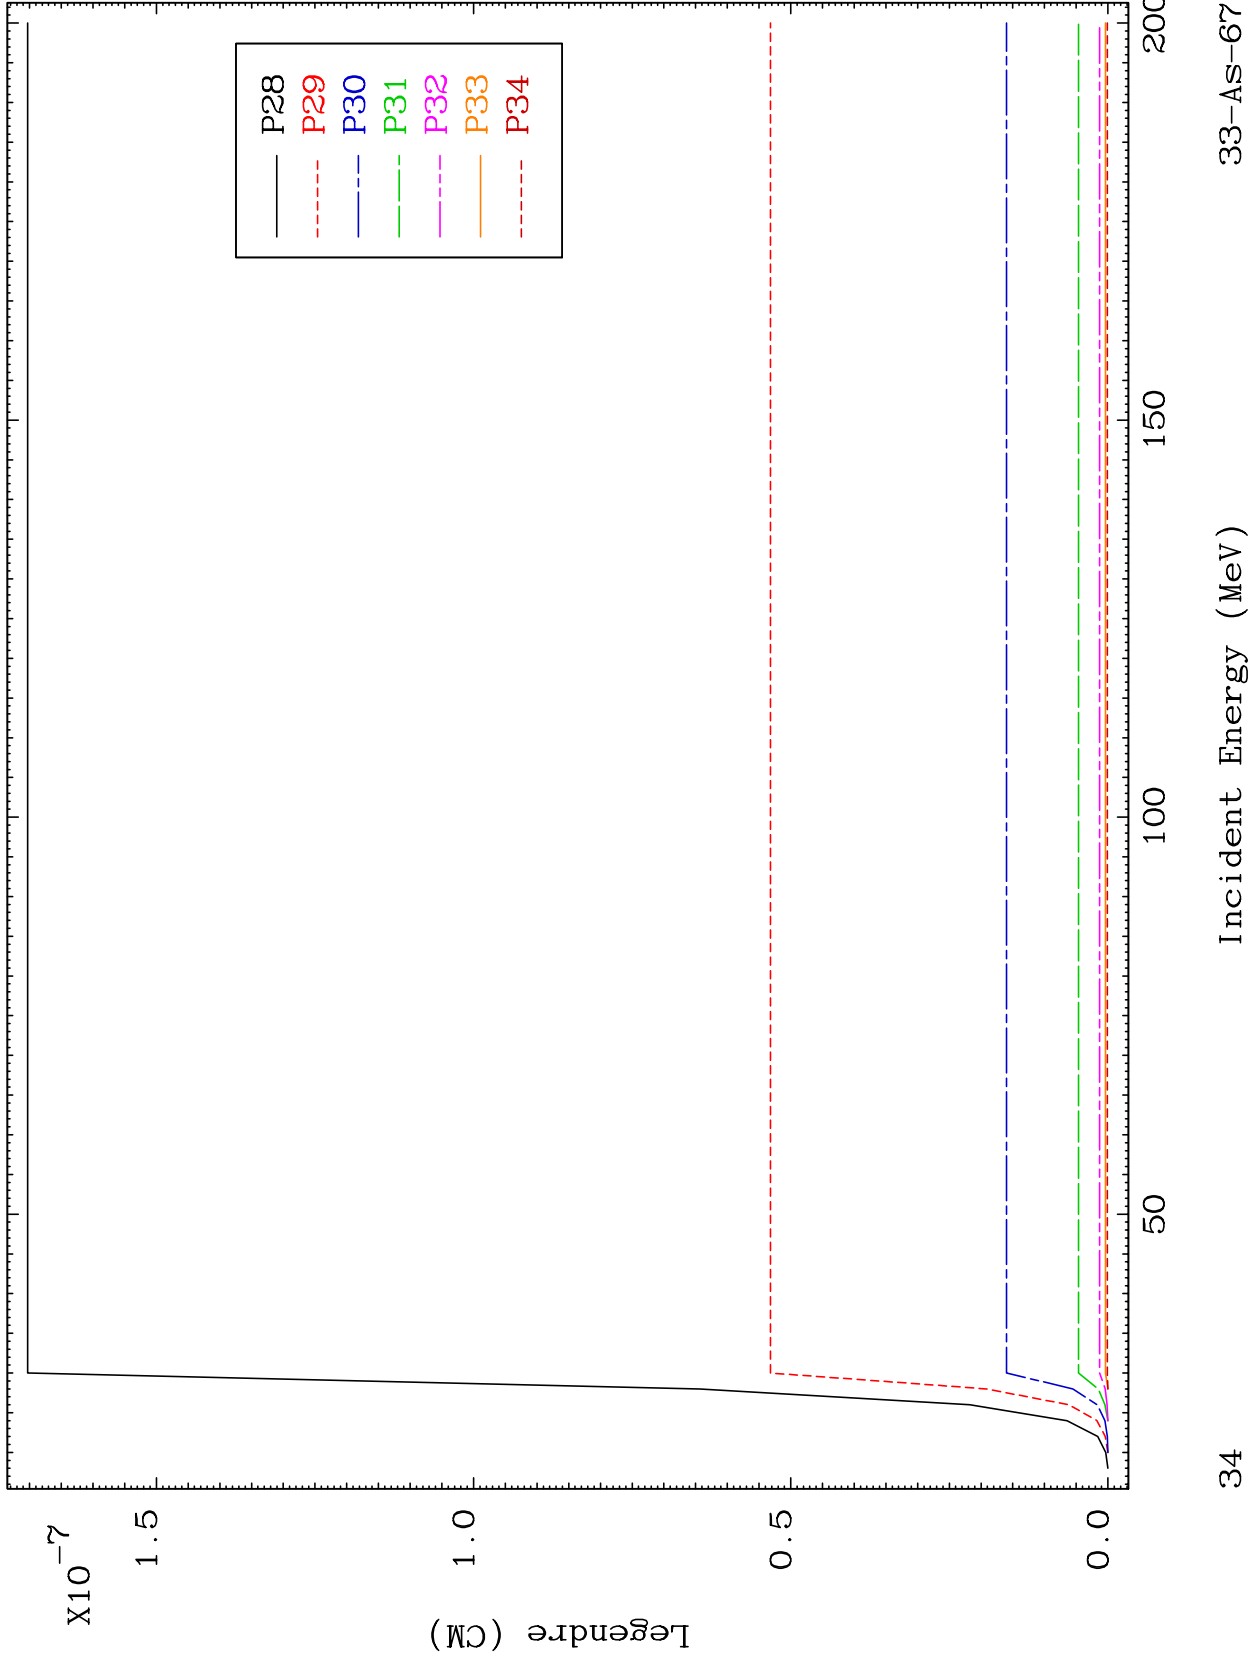 X10-7
1.5
1.0
0.5
0.0
Legendre (CM)
P28
P29
P30
P31
P32
P33
P34
50
100
150
200
Incident Energy (MeV)
34
33-As-67